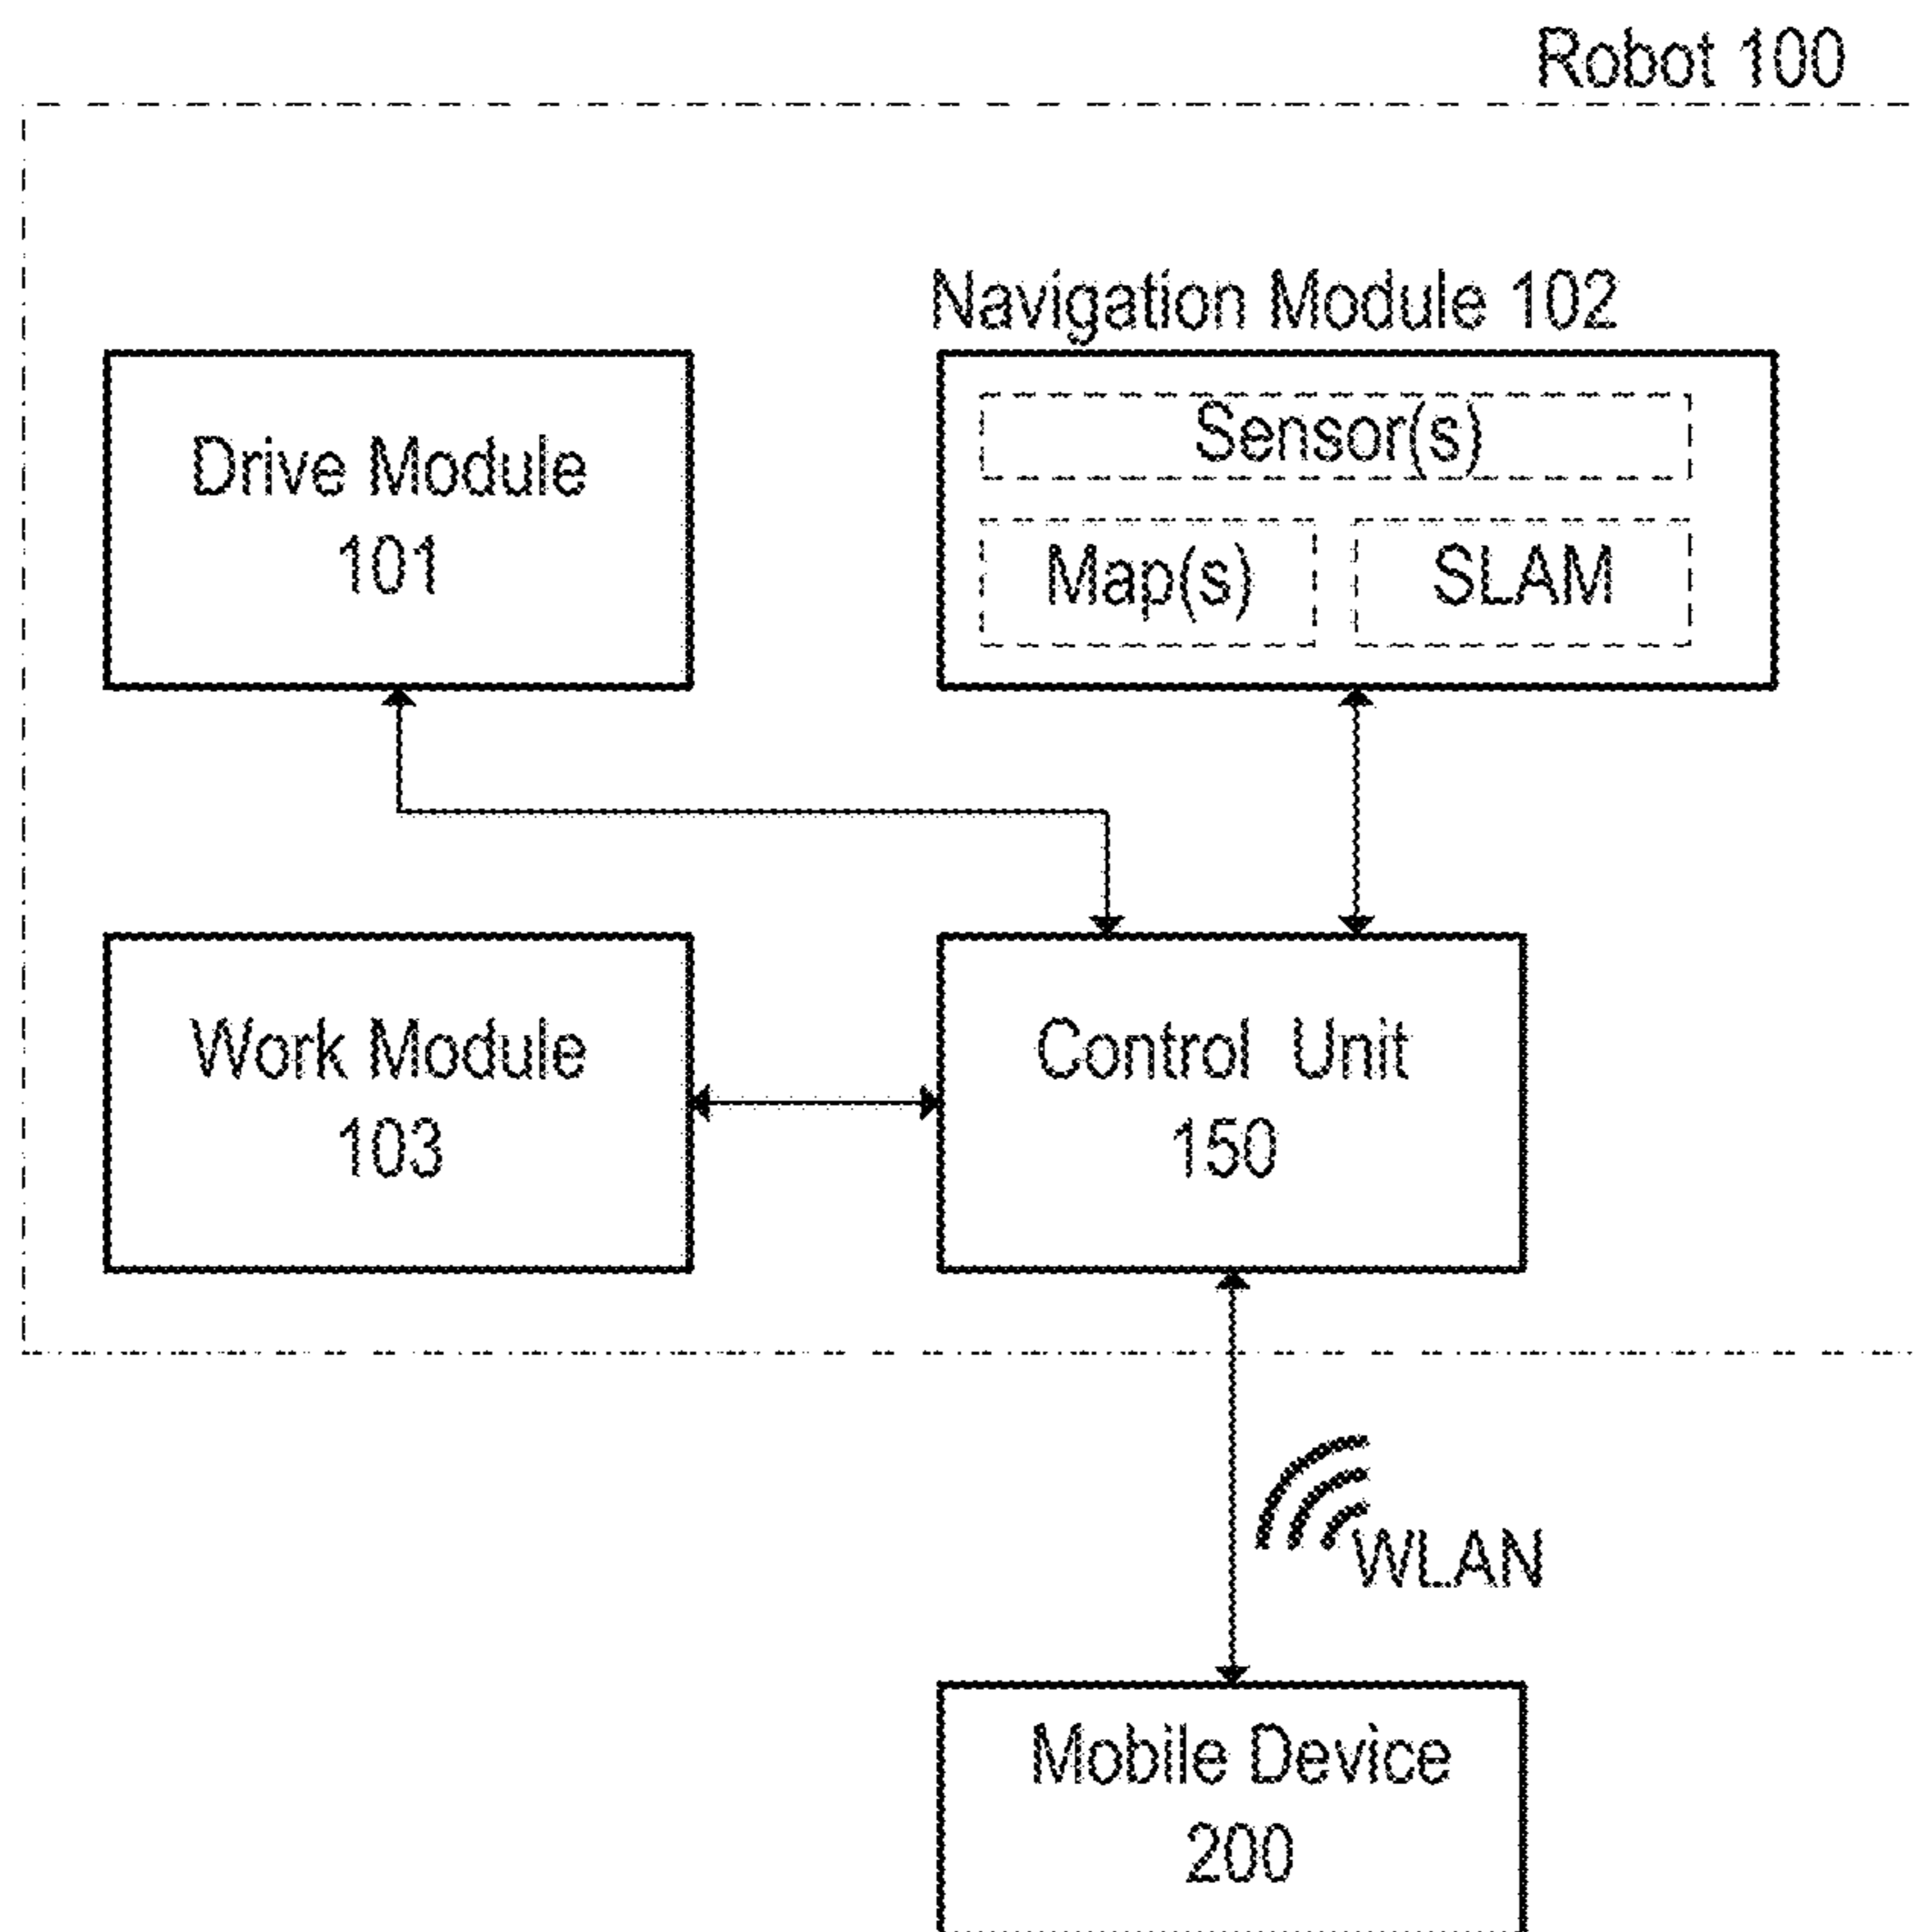 Robot 100
Navigation Module 102
Drive Module
101
Sensor(s)
Map(s)
SLAM
Work Module
103
Control Unit
150
WLAN
Mobile Device
200